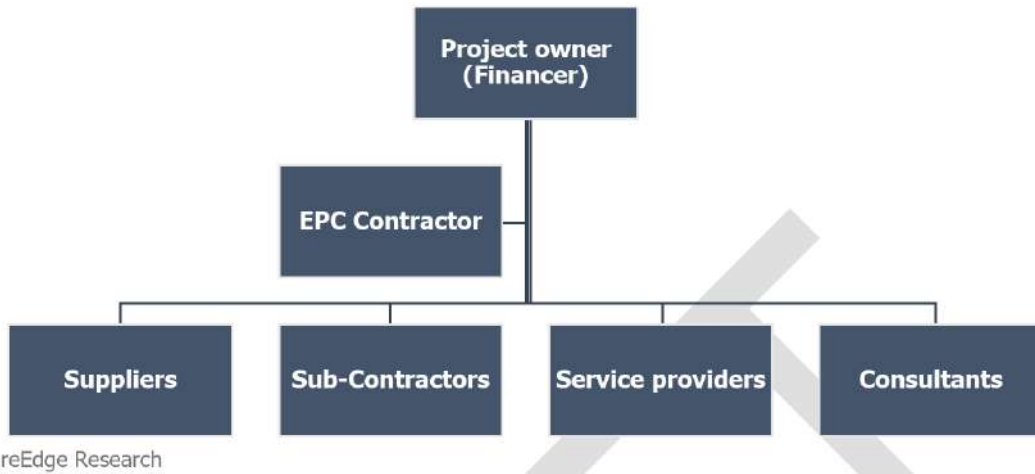 Project owner
(Financer)
EPC Contractor
Suppliers
Sub-Contractors
Service providers
Consultants
reEdge Research